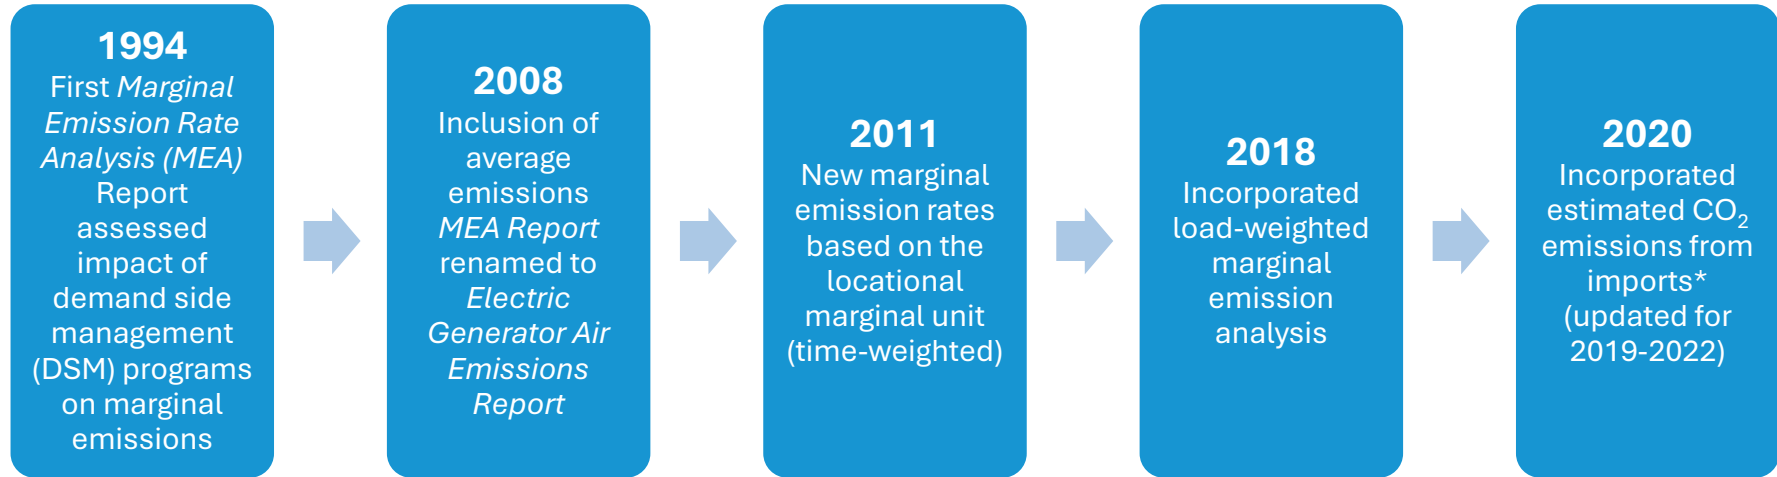 1994
First Marginal
Emission Rate
Analysis (MEA)
Report
assessed
impact of
demand side
management
(DSM) programs
on marginal
emissions
2008
Inclusion of
average
emissions
MEA Report
renamed to
Electric
Generator Air
Emissions
Report
2011
New marginal
emission rates
based on the
locational
marginal unit
(time-weighted)
2018
Incorporated
load-weighted
marginal
emission
analysis
2020
Incorporated
estimated CO₂
emissions from
imports*
(updated for
2019-2022)